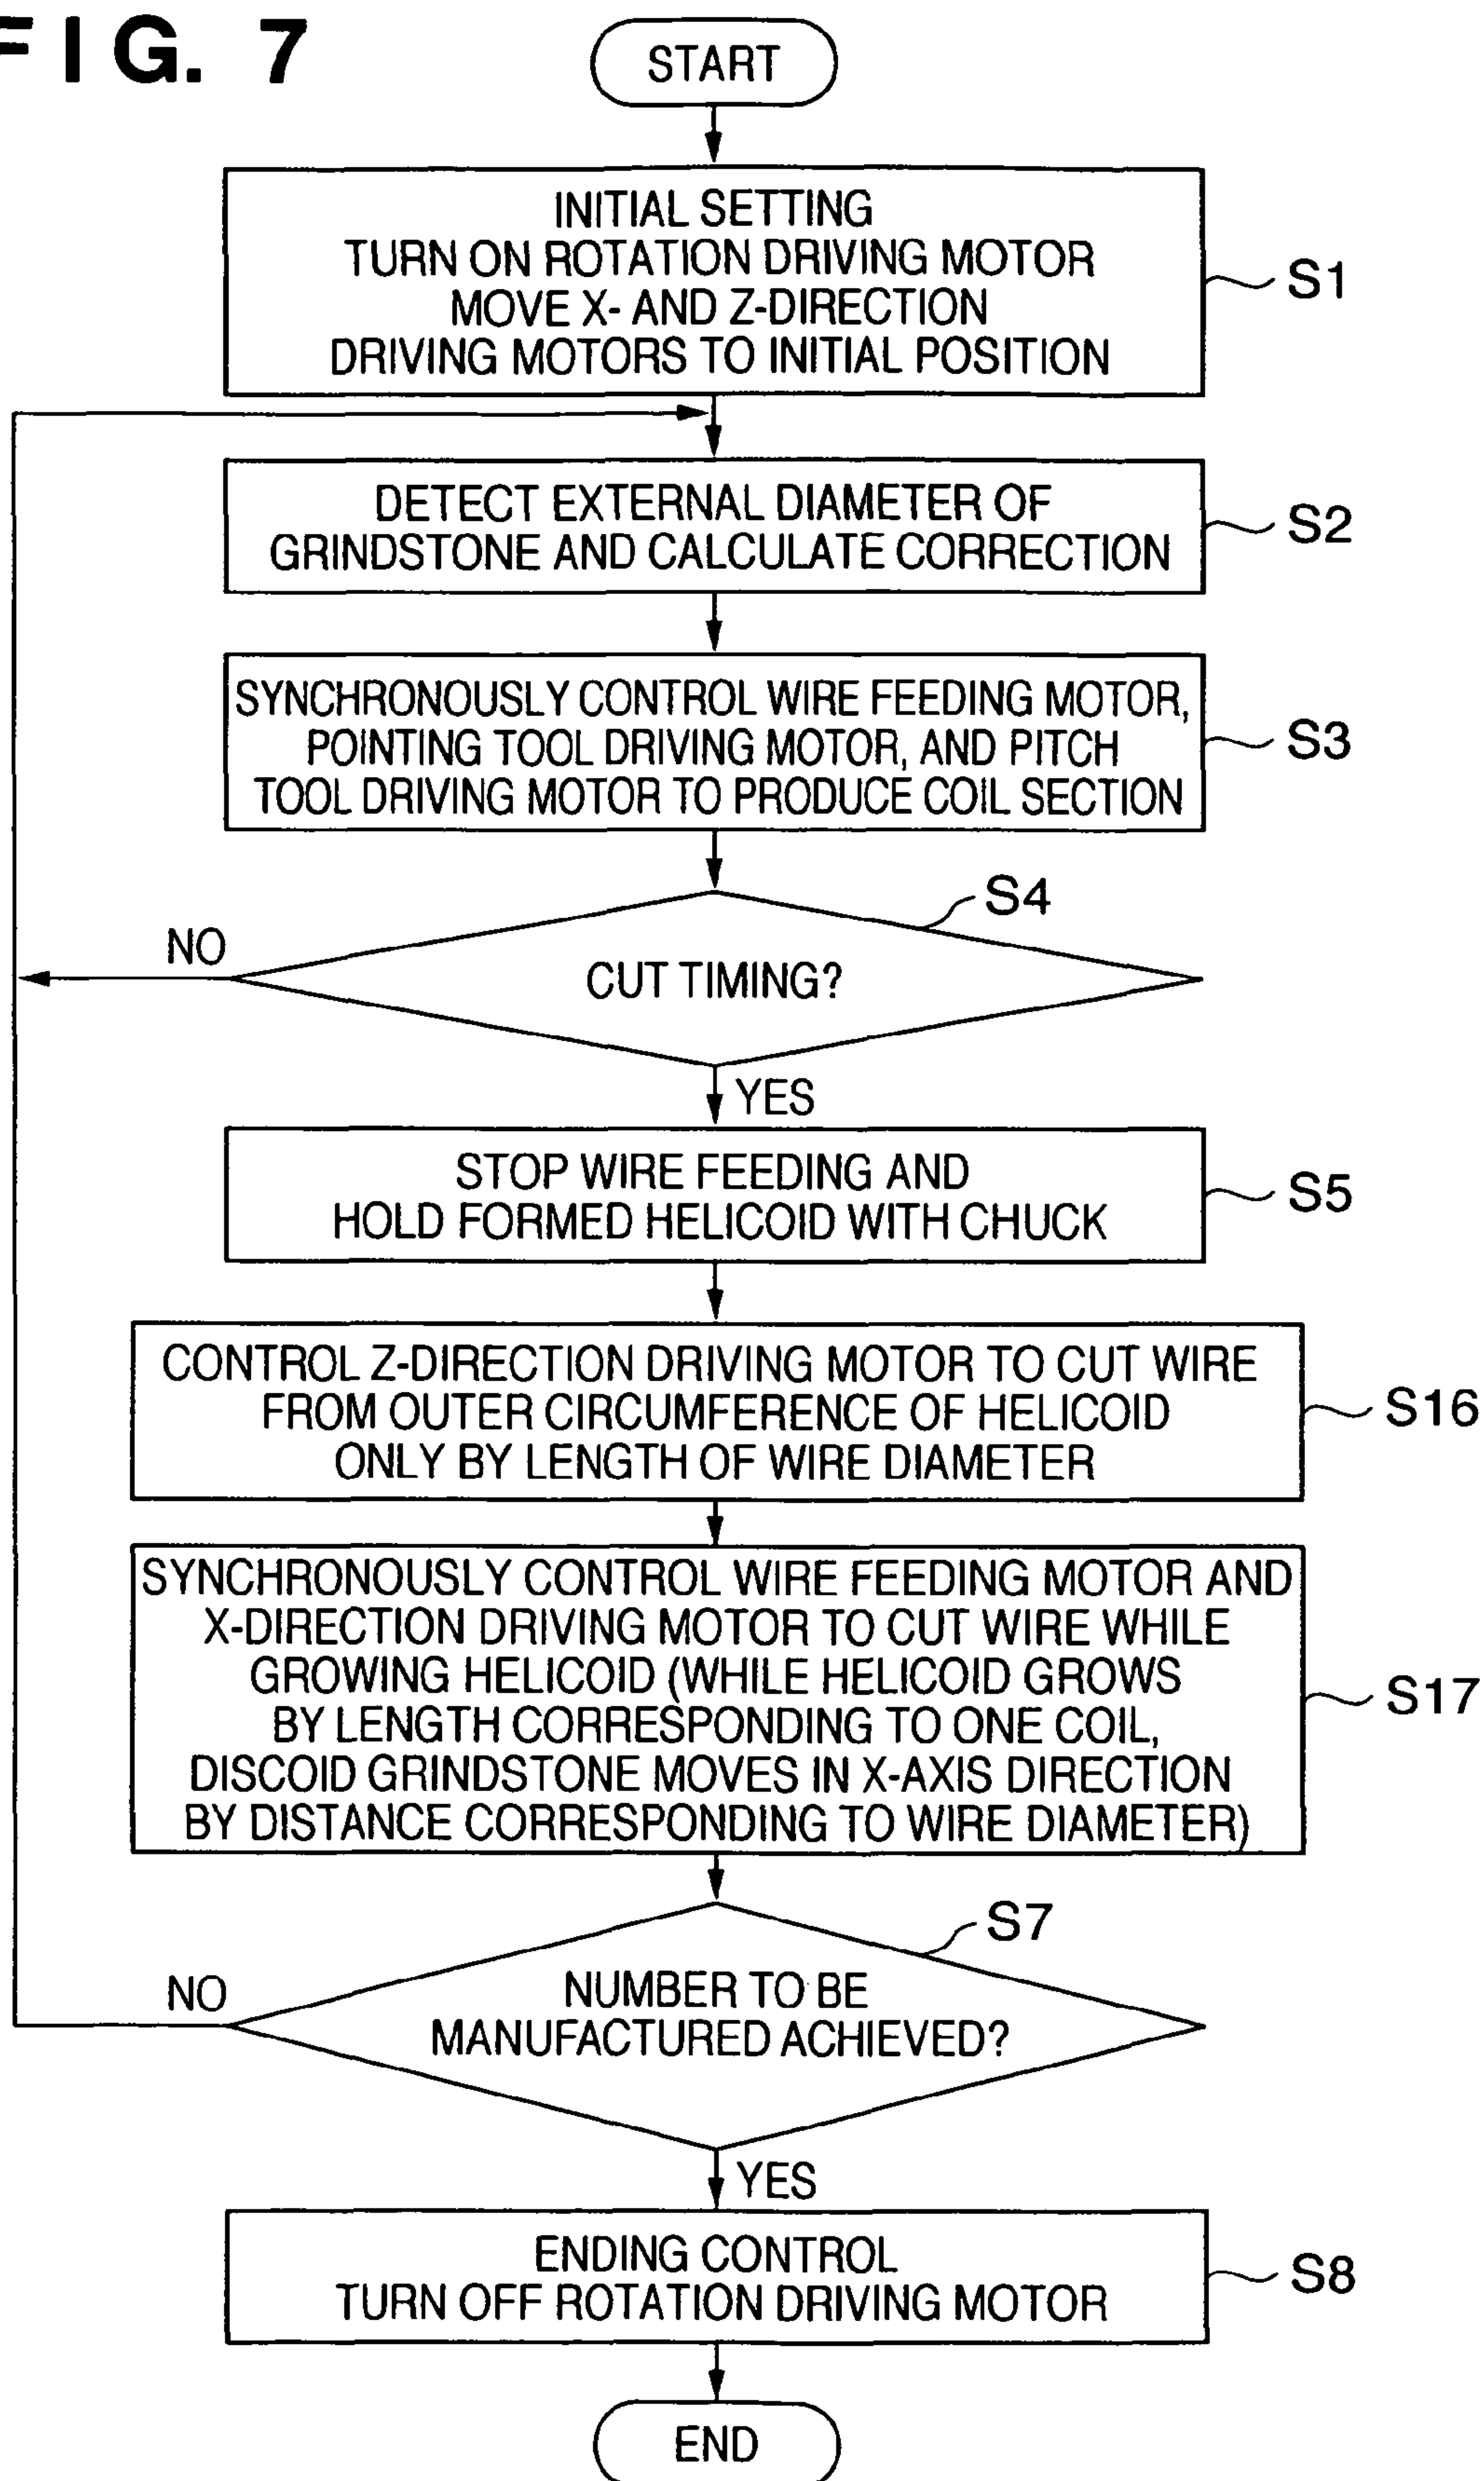 FIG. 7
START
INITIAL SETTING
TURN ON ROTATION DRIVING MOTOR
MOVE X- AND Z-DIRECTION
DRIVING MOTORS TO INITIAL POSITION
S1
DETECT EXTERNAL DIAMETER OF
GRINDSTONE AND CALCULATE CORRECTION
S2
SYNCHRONOUSLY CONTROL WIRE FEEDING MOTOR,
POINTING TOOL DRIVING MOTOR, AND PITCH
TOOL DRIVING MOTOR TO PRODUCE COIL SECTION
S3
S4
NO
CUT TIMING?
YES
STOP WIRE FEEDING AND
HOLD FORMED HELICOID WITH CHUCK
S5
CONTROL Z-DIRECTION DRIVING MOTOR TO CUT WIRE
FROM OUTER CIRCUMFERENCE OF HELICOID
ONLY BY LENGTH OF WIRE DIAMETER
S16
SYNCHRONOUSLY CONTROL WIRE FEEDING MOTOR AND
X-DIRECTION DRIVING MOTOR TO CUT WIRE WHILE
GROWING HELICOID (WHILE HELICOID GROWS
BY LENGTH CORRESPONDING TO ONE COIL,
DISCOID GRINDSTONE MOVES IN X-AXIS DIRECTION
BY DISTANCE CORRESPONDING TO WIRE DIAMETER)
S17
S7
NO
NUMBER TO BE
MANUFACTURED ACHIEVED?
YES
ENDING CONTROL
TURN OFF ROTATION DRIVING MOTOR
S8
END